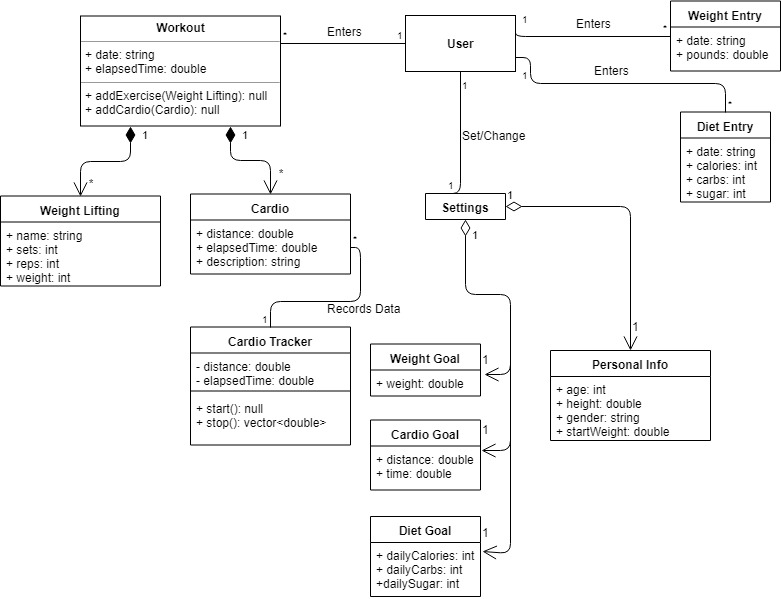 Workout
+ date: string
+ elapsedTime: double
+ addExercise(Weight Lifting): null
+ addCardio(Cardio): null
*
Enters
1
User
1
Enters
*
Weight Entry
+ date: string
+ pounds: double
1
Enters
*
Diet Entry
+ date: string
+ calories: int
+ carbs: int
+ sugar: int
1
Set/Change
1
Settings
1
1
1
1
*
*
Weight Lifting
+ name: string
+ sets: int
+ reps: int
+ weight: int
Cardio
+ distance: double
+ elapsedTime: double
+ description: string
*
Records Data
1
Cardio Tracker
- distance: double
- elapsedTime: double
+ start(): null
+ stop(): vector<double>
Weight Goal
+ weight: double
1
Cardio Goal
+ distance: double
+ time: double
1
Diet Goal
+ dailyCalories: int
+ dailyCarbs: int
+dailySugar: int
1
1
Personal Info
+ age: int
+ height: double
+ gender: string
+ startWeight: double